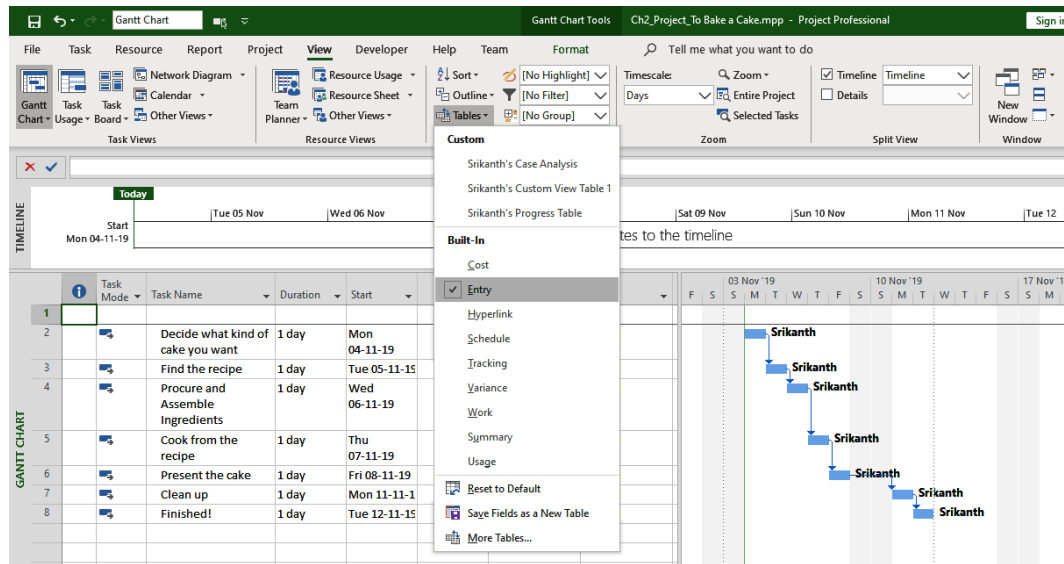 Gantt Chart
Gantt Chart Tools
Ch2_Project_To Bake a Cake.mpp - Project Professional
Sign i
File Task Resource Report Project View Developer Help Team Format Tell me what you want to do
Gantt Chart
Task Usage
Task Board
Network Diagram
Calendar
Other Views
Task Views
Team Planner
Resource Usage
Resource Sheet
Other Views
Resource Views
Sort
Outline
Tables
[No Highlight]
[No Filter]
[No Group]
Timescale:
Days
Zoom
Entire Project
Selected Tasks
Zoom
Timeline Timeline
Details
Split View
New Window
Window
Custom
Srikanth's Case Analysis
Srikanth's Custom View Table 1
Srikanth's Progress Table
Built-In
Cost
Entry
Hyperlink
Schedule
Tracking
Variance
Work
Summary
Usage
Reset to Default
Save Fields as a New Table
More Tables...
TIMELINE
Today
Start
Mon 04-11-19
Tue 05 Nov Wed 06 Nov Sat 09 Nov Sun 10 Nov Mon 11 Nov Tue 12
tes to the timeline
GANTT CHART
Task Mode Task Name Duration Start
1
2 Decide what kind of cake you want 1 day Mon 04-11-19
3 Find the recipe 1 day Tue 05-11-19
4 Procure and Assemble Ingredients 1 day Wed 06-11-19
5 Cook from the recipe 1 day Thu 07-11-19
6 Present the cake 1 day Fri 08-11-19
7 Clean up 1 day Mon 11-11-1
8 Finished! 1 day Tue 12-11-19
03 Nov '19 10 Nov '19 17 Nov '1
F S S M T W T F S S M T W T F S S M
Srikanth
Srikanth
Srikanth
Srikanth
Srikanth
Srikanth
Srikanth